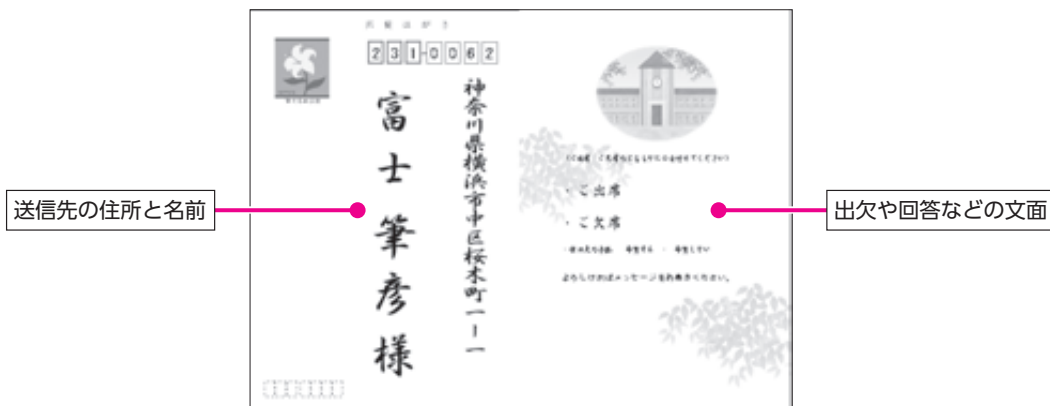 送信先の住所と名前
231-0062
神奈川県横浜市中区桜木町一ー一
富士筆彦様
・ご出席
・ご欠席
よろしければメッセージをお書きください。
出欠や回答などの文面